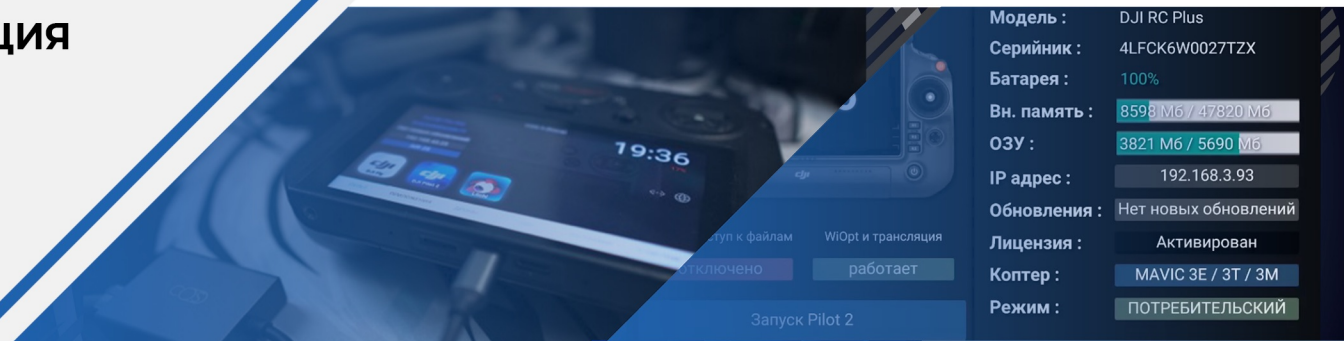 ция
19:36
dji
туп к файлам
WiOpt и трансляция
отключено
работает
Запуск Pilot 2
Модель : DJI RC Plus
Серийник : 4LFCK6W0027TZX
Батарея : 100%
Вн. память : 8598 Мб / 47820 Мб
ОЗУ : 3821 Мб / 5690 Мб
IP адрес : 192.168.3.93
Обновления : Нет новых обновлений
Лицензия : Активирован
Коптер : MAVIC 3E / 3T / 3M
Режим : ПОТРЕБИТЕЛЬСКИЙ